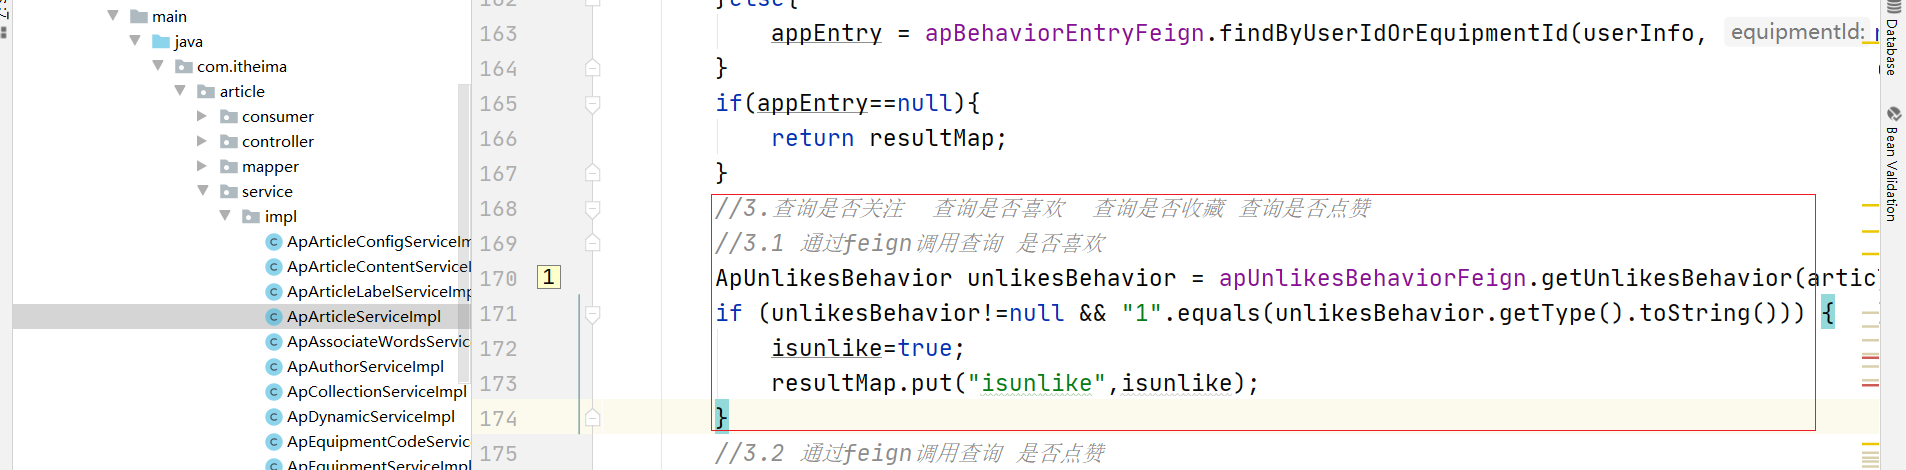 main
java
com.itheima
article
consumer
controller
mapper
service
impl
ApArticleConfigServiceIm
ApArticleContentService
ApArticleLabelServiceImp
ApArticleServiceImpl
ApAssociateWordsService
ApAuthorServiceImpl
ApCollectionServiceImpl
ApDynamicServiceImpl
ApEquipmentCodeService
ApEquipmentServiceImpl
162 }else{
163 appEntry = apBehaviorEntryFeign.findByUserIdOrEquipmentId(userInfo, equipmentId:
164 }
165 if(appEntry==null){
166 return resultMap;
167 }
168 //3.查询是否关注 查询是否喜欢 查询是否收藏 查询是否点赞
169 //3.1 通过feign调用查询 是否喜欢
1
170 ApUnlikesBehavior unlikesBehavior = apUnlikesBehaviorFeign.getUnlikesBehavior(artic
171 if (unlikesBehavior!=null && "1".equals(unlikesBehavior.getType().toString())) {
172 isunlike=true;
173 resultMap.put("isunlike",isunlike);
174 }
175 //3.2 通过feign调用查询 是否点赞
Database
Bean Validation